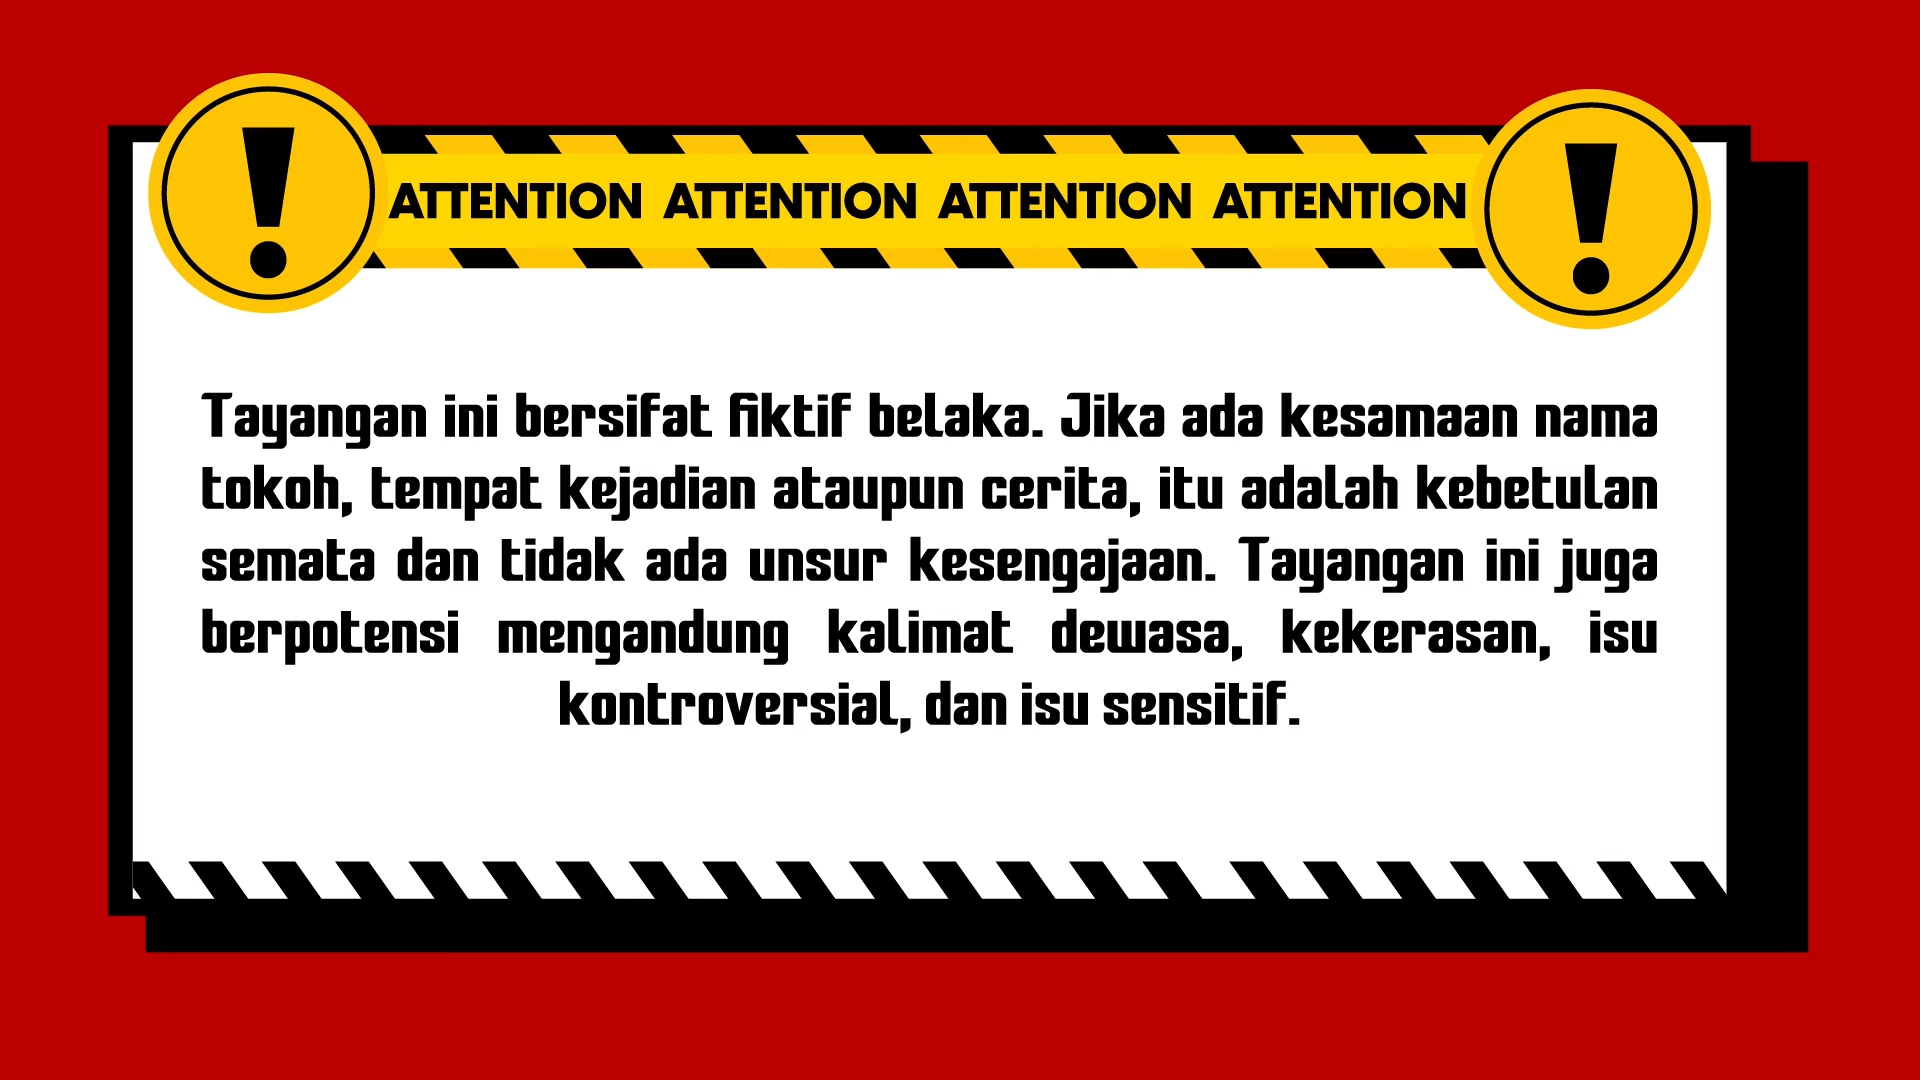 ATTENTION ATTENTION ATTENTION ATTENTION
Tayangan ini bersifat fiktif belaka. Jika ada kesamaan nama
tokoh, tempat kejadian ataupun cerita, itu adalah kebetulan
semata dan tidak ada unsur kesengajaan. Tayangan ini juga
berpotensi mengandung kalimat dewasa, kekerasan, isu
kontroversial, dan isu sensitif.